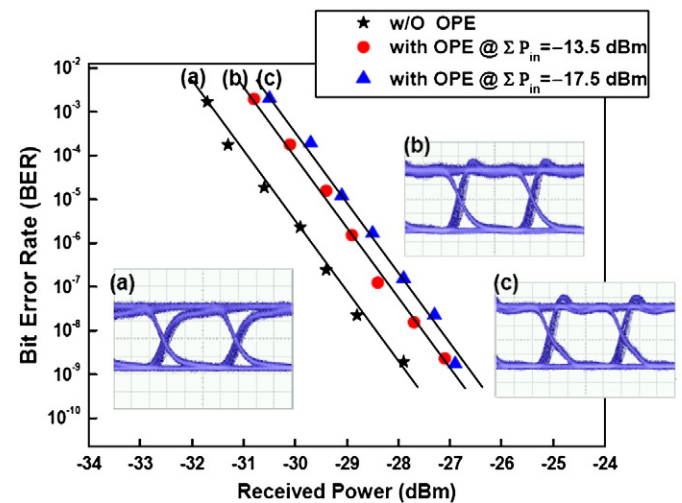 w/O OPE
with OPE @ Σ Pin=−13.5 dBm
with OPE @ Σ Pin=−17.5 dBm
(a) (b) (c)
10-2
10-3
10-4
10-5
10-6
10-7
10-8
10-9
10-10
Bit Error Rate (BER)
(b)
(a)
(c)
-34 -33 -32 -31 -30 -29 -28 -27 -26 -25 -24
Received Power (dBm)